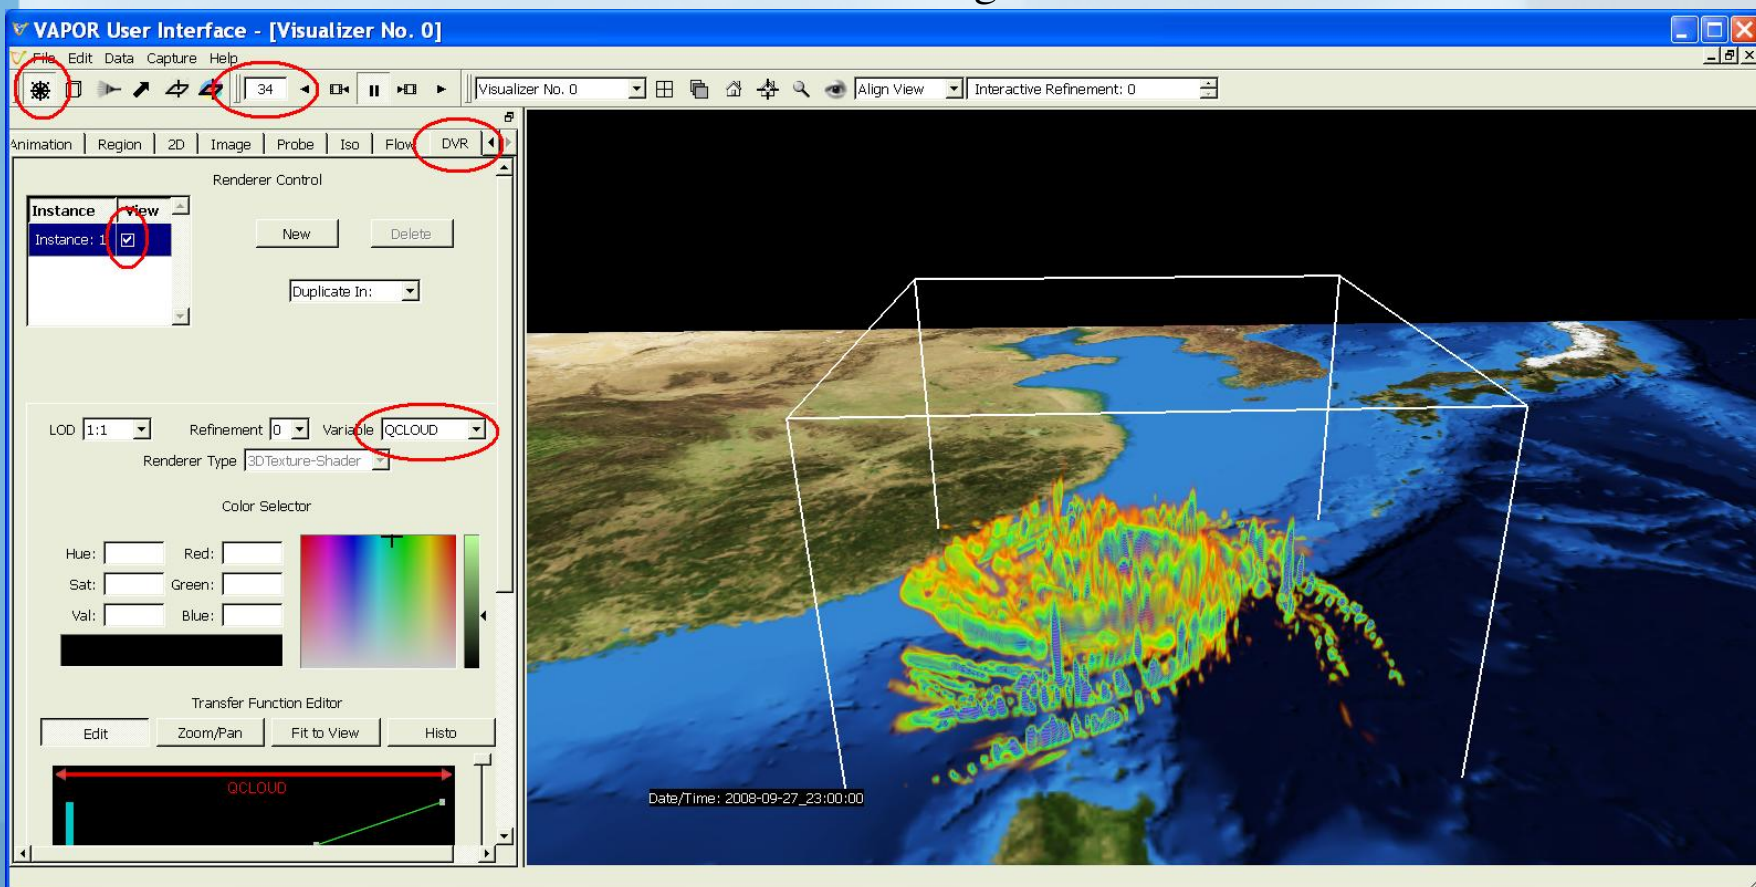 VAPOR User Interface - [Visualizer No. 0]
File Edit Data Capture Help
34 Visualizer No. 0 Align View Interactive Refinement: 0
Animation Region 2D Image Probe Iso Flow DVR
Renderer Control
Instance View
Instance: 1
New Delete
Duplicate In:
LOD 1:1 Refinement 0 Variable QCLOUD
Renderer Type 3DTexture-Shader
Color Selector
Hue: Red:
Sat: Green:
Val: Blue:
Transfer Function Editor
Edit Zoom/Pan Fit to View Histo
QCLOUD
Date/Time: 2008-09-27_23:00:00